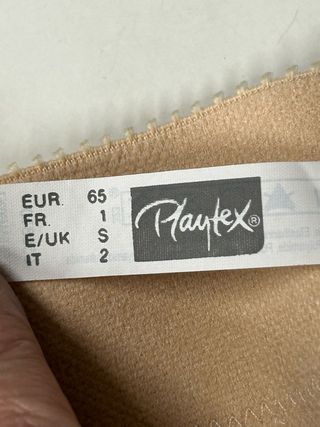 EUR. 65
FR. 1
E/UK S
IT 2
Playtex®